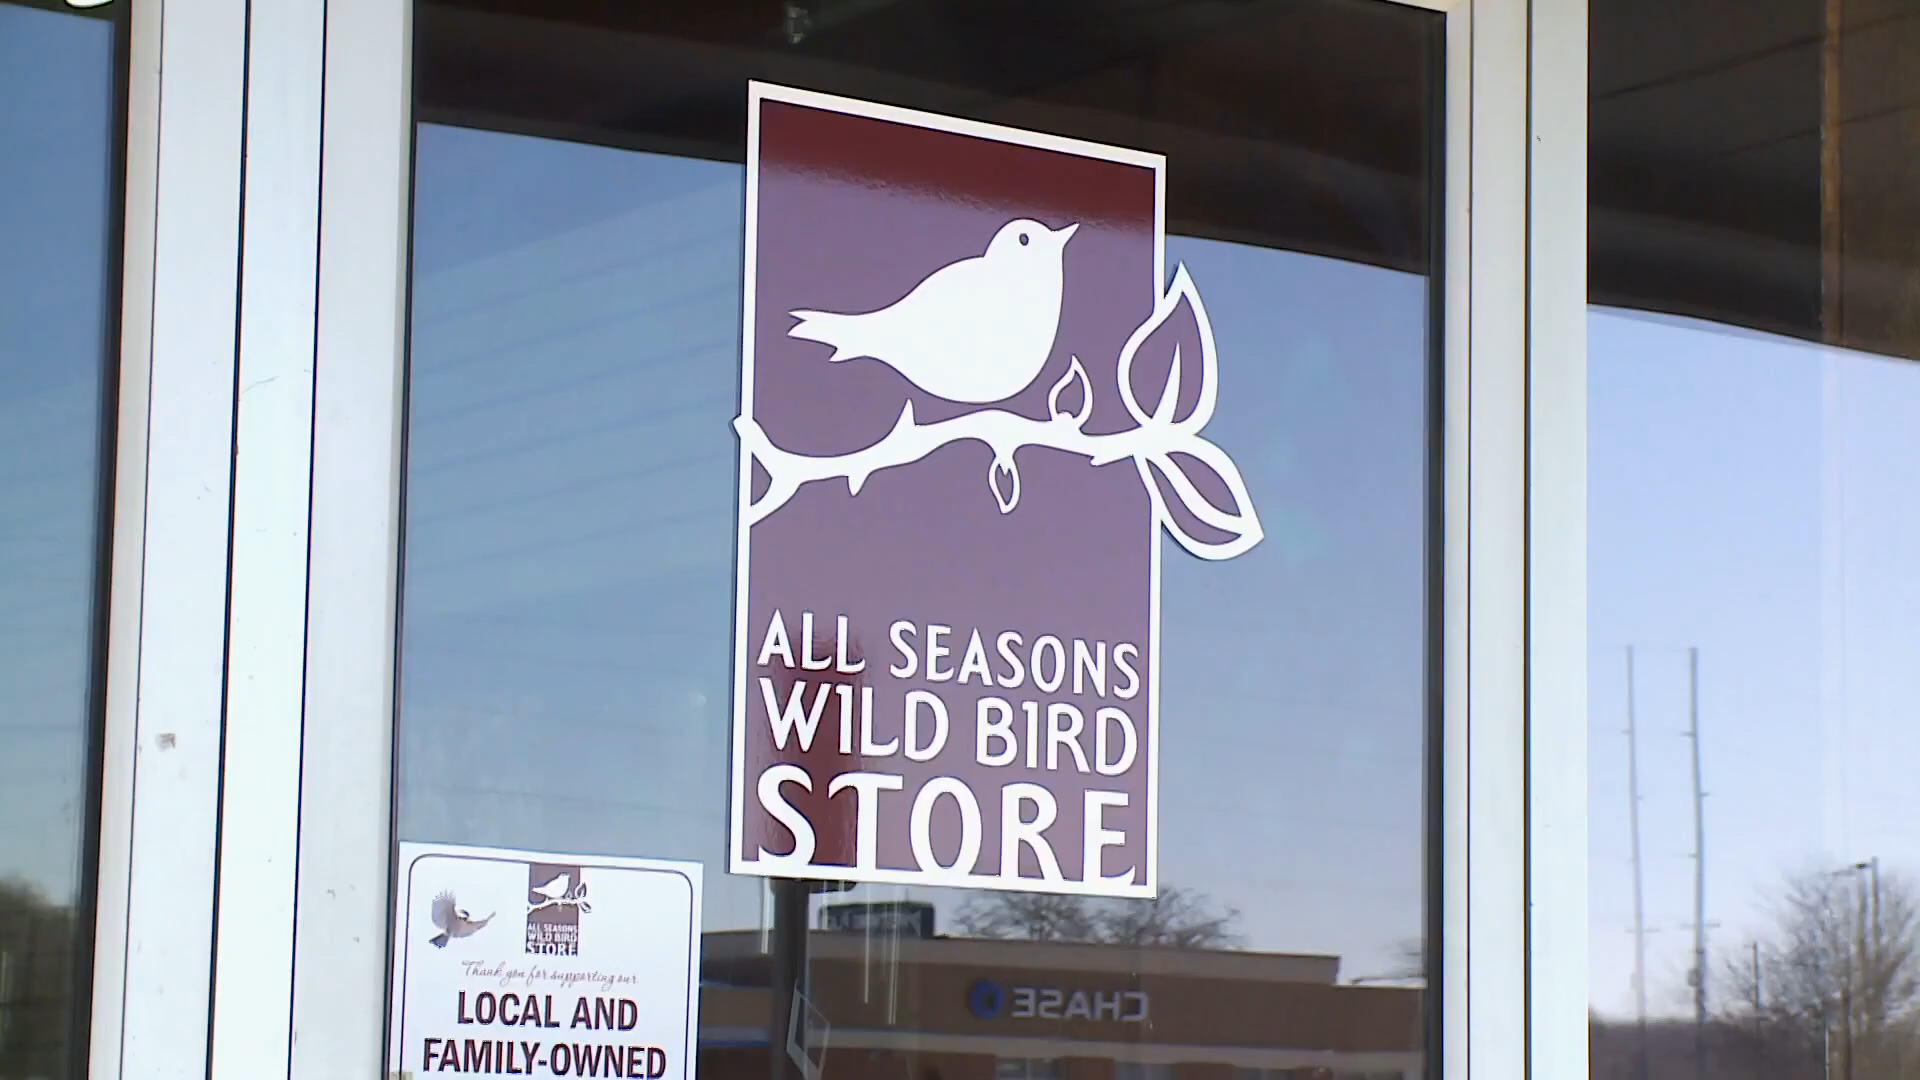 ALL SEASONS
WILD BIRD
STORE
ALL SEASONS
WILD BIRD
STORE
Thank you for supporting our
LOCAL AND
FAMILY-OWNED
CHASE